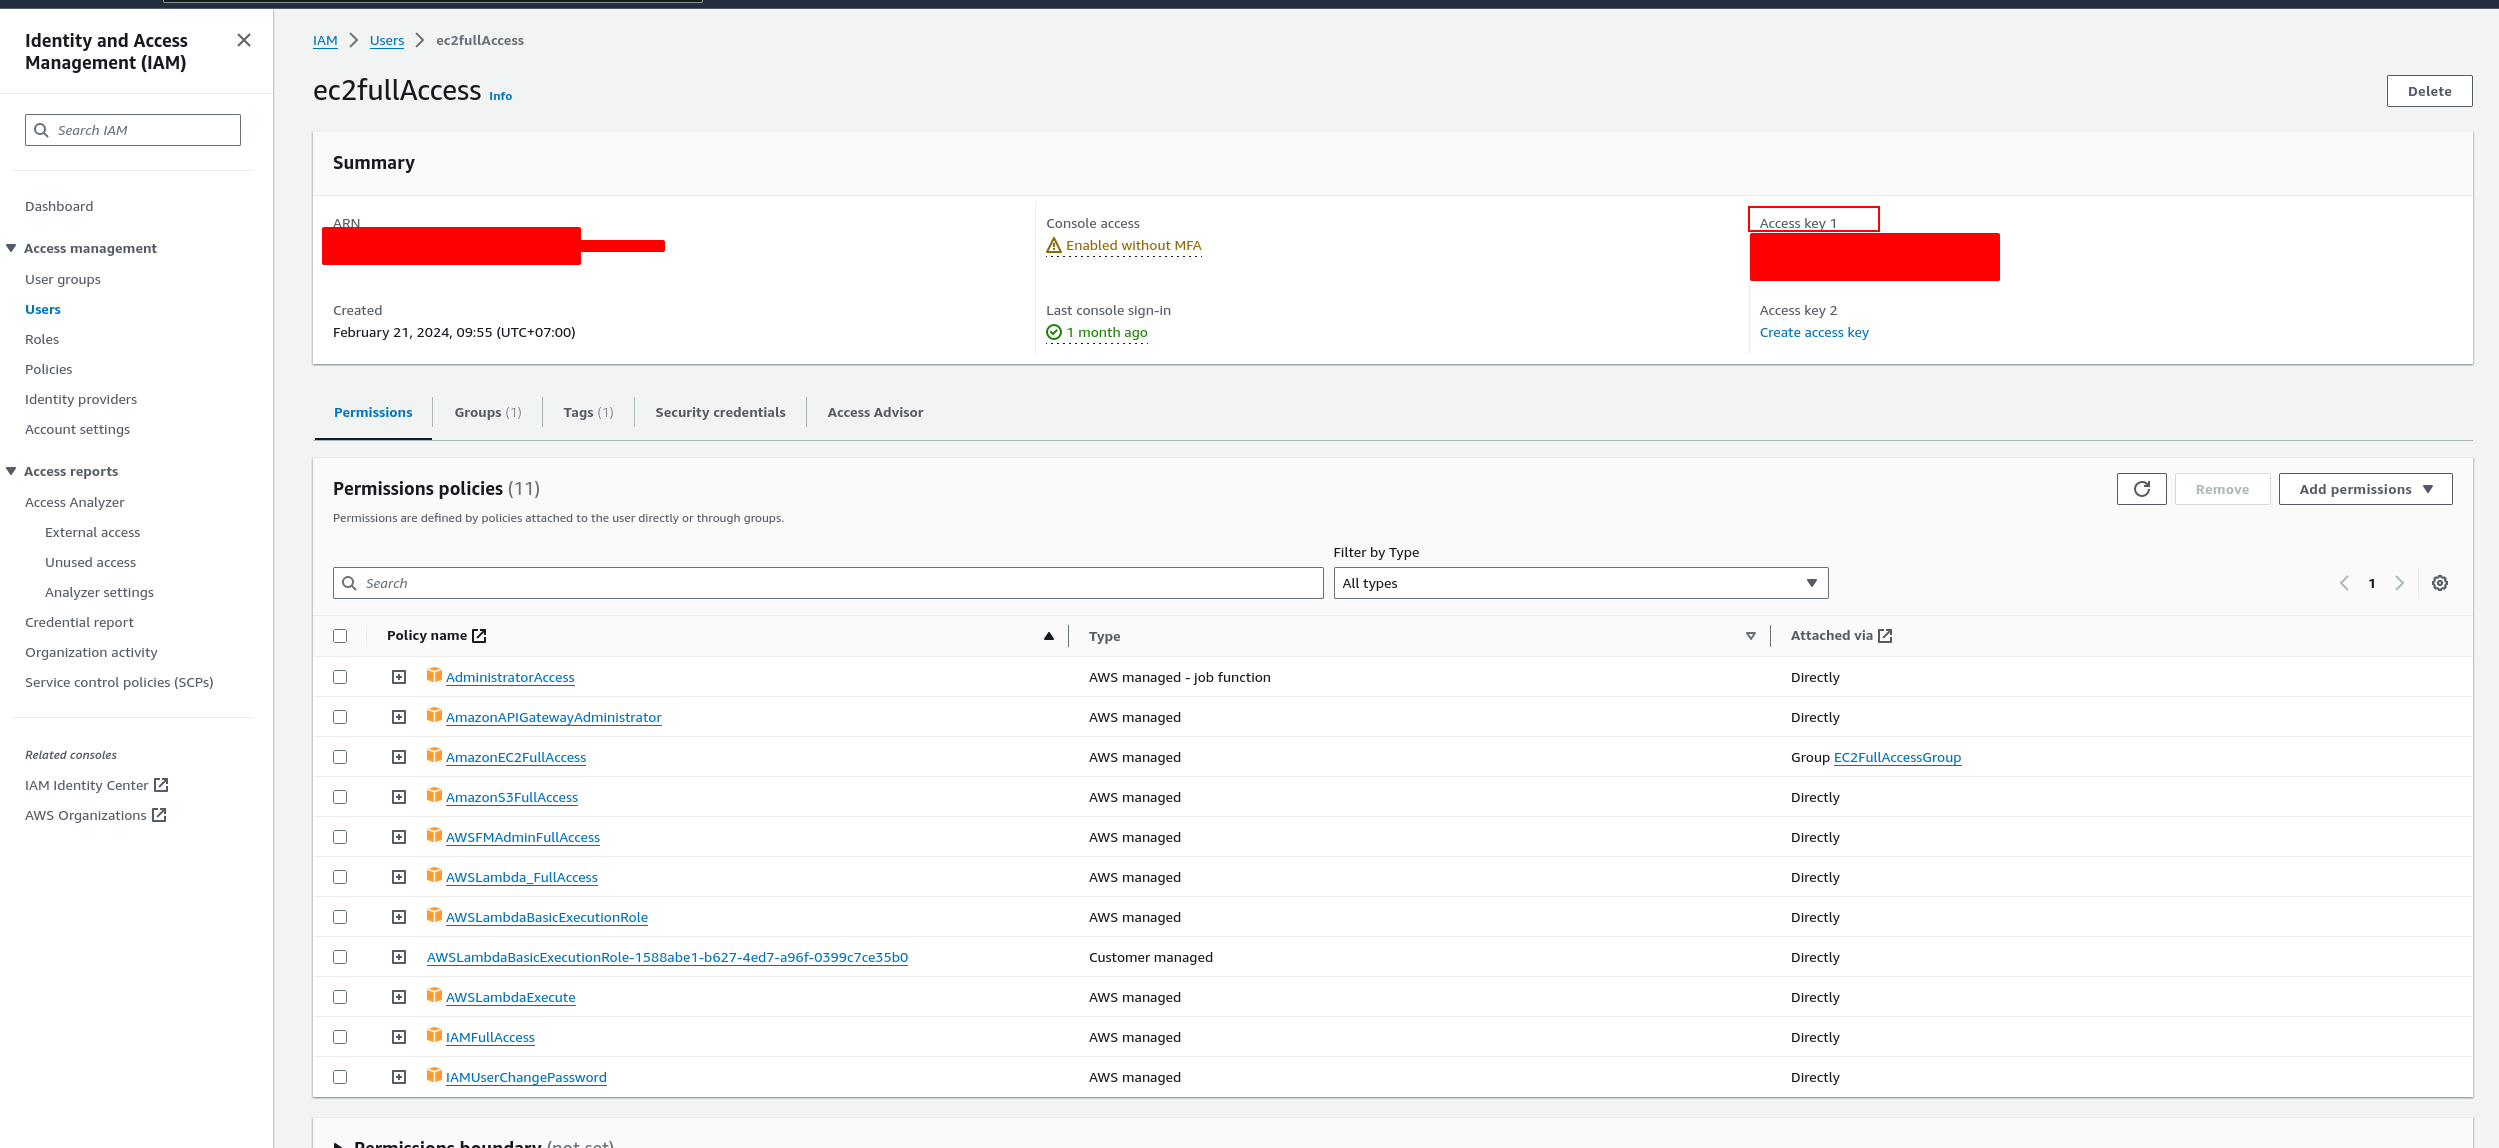 Identity and Access
Management (IAM)
Search IAM
Dashboard
Access management
User groups
Users
Roles
Policies
Identity providers
Account settings
Access reports
Access Analyzer
External access
Unused access
Analyzer settings
Credential report
Organization activity
Service control policies (SCPs)
Related consoles
IAM Identity Center
AWS Organizations
IAM > Users > ec2fullAccess
ec2fullAccess Info
Delete
Summary
ARN
Created
February 21, 2024, 09:55 (UTC+07:00)
Console access
Enabled without MFA
Last console sign-in
1 month ago
Access key 1
Access key 2
Create access key
Permissions
Groups (1)
Tags (1)
Security credentials
Access Advisor
Permissions policies (11)
Permissions are defined by policies attached to the user directly or through groups.
Remove
Add permissions
Filter by Type
Search
All types
1
Policy name Type Attached via
AdministratorAccess AWS managed - job function Directly
AmazonAPIGatewayAdministrator AWS managed Directly
AmazonEC2FullAccess AWS managed Group EC2FullAccessGroup
AmazonS3FullAccess AWS managed Directly
AWSFMAdminFullAccess AWS managed Directly
AWSLambda_FullAccess AWS managed Directly
AWSLambdaBasicExecutionRole AWS managed Directly
AWSLambdaBasicExecutionRole-1588abe1-b627-4ed7-a96f-0399c7ce35b0 Customer managed Directly
AWSLambdaExecute AWS managed Directly
IAMFullAccess AWS managed Directly
IAMUserChangePassword AWS managed Directly
Permissions boundary (not set)